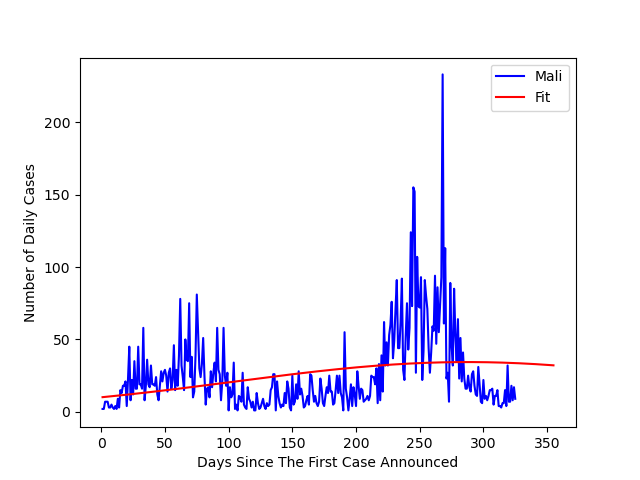 Mali
Fit
200
150
100
50
0
Number of Daily Cases
0 50 100 150 200 250 300 350
Days Since The First Case Announced